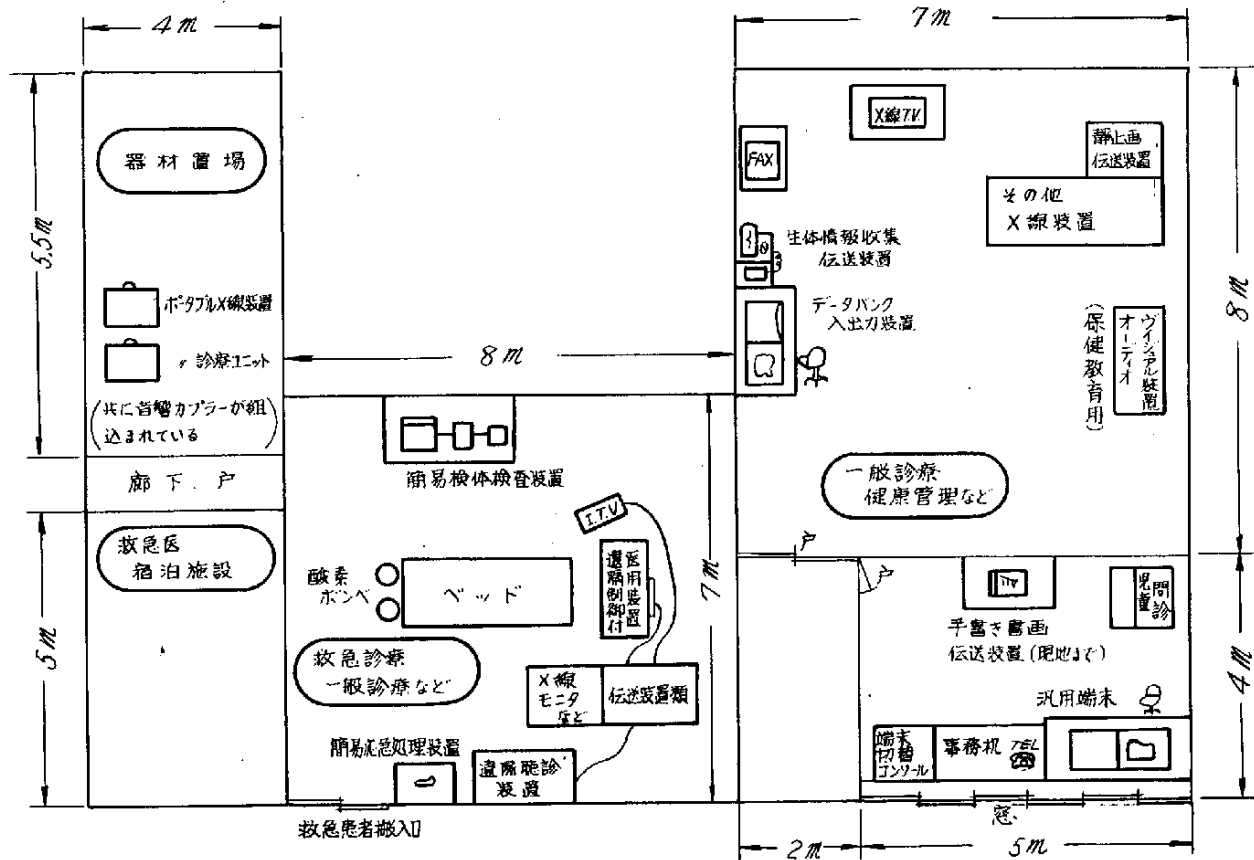 4m
7m
器材置場
X線T.V.
FAX
静止画
伝送装置
その他
X線装置
5.5m
生体情報収集
伝送装置
データバンク
入出力装置
8m
ポータブルX線装置
〃診療ユニット
(共に音響カプラーが組
込まれている)
8m
オーディオ
ヴィジュアル装置
(保健教育用)
廊下.戸
簡易検体検査装置
一般診療
健康管理など
I.T.V
戸
戸
救急医
宿泊施設
酸素
ボンベ
ベッド
医用装置
遠隔制御付
7m
問診
手書き書画
伝送装置(現地まで)
5m
救急診療
一般診療など
X線
モニタ
など
伝送装置類
4m
汎用端末
簡易応急処理装置
遠隔聴診
装置
端末
切替
コンソール
事務机 TEL
救急患者搬入口
窓.
2m
5m